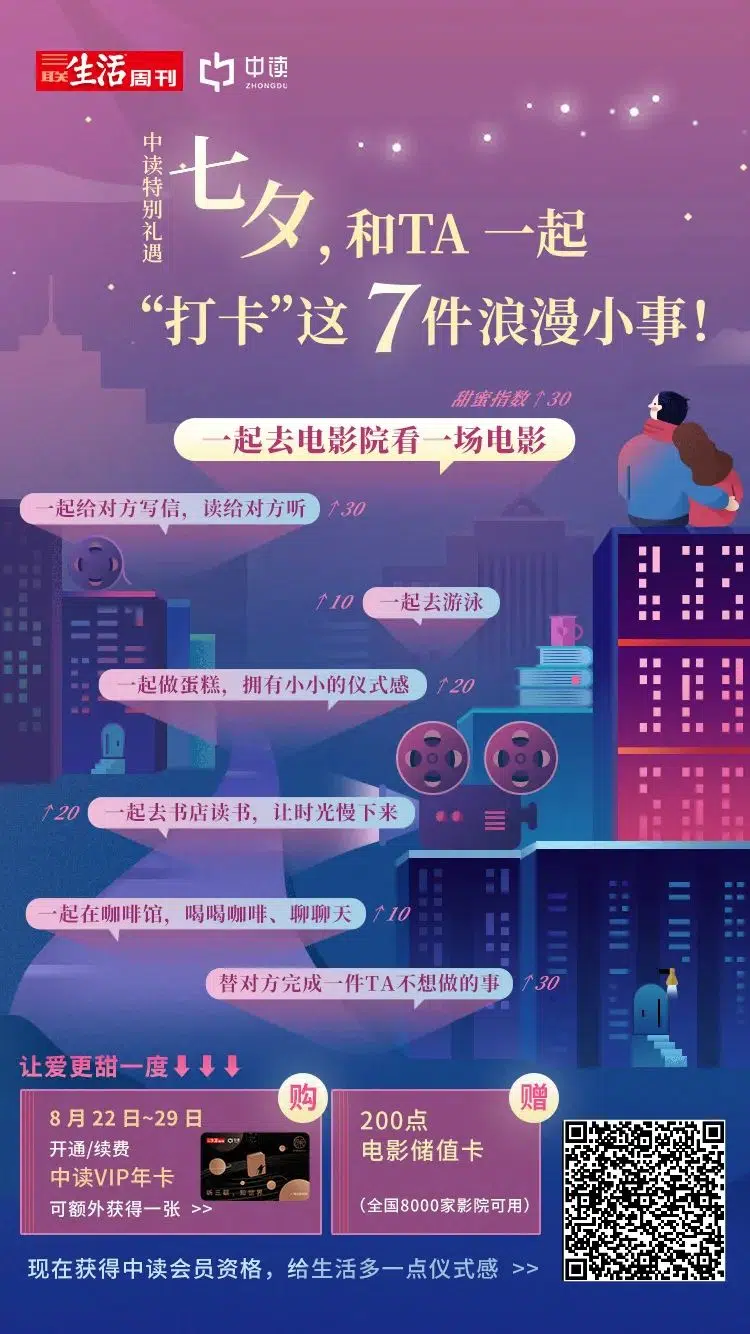 三联生活周刊
中读
ZHONGDU
中读特别礼遇
七夕，和TA 一起
“打卡”这 7 件浪漫小事！
甜蜜指数↑30
一起去电影院看一场电影
一起给对方写信，读给对方听 ↑30
↑10 一起去游泳
一起做蛋糕，拥有小小的仪式感 ↑20
↑20 一起去书店读书，让时光慢下来
一起在咖啡馆，喝喝咖啡、聊聊天 ↑10
替对方完成一件TA不想做的事 ↑30
让爱更甜一度
购
8 月 22 日~29 日
开通/续费
中读VIP年卡
可额外获得一张 >>
赠
200点
电影储值卡
（全国8000家影院可用）
现在获得中读会员资格，给生活多一点仪式感 >>